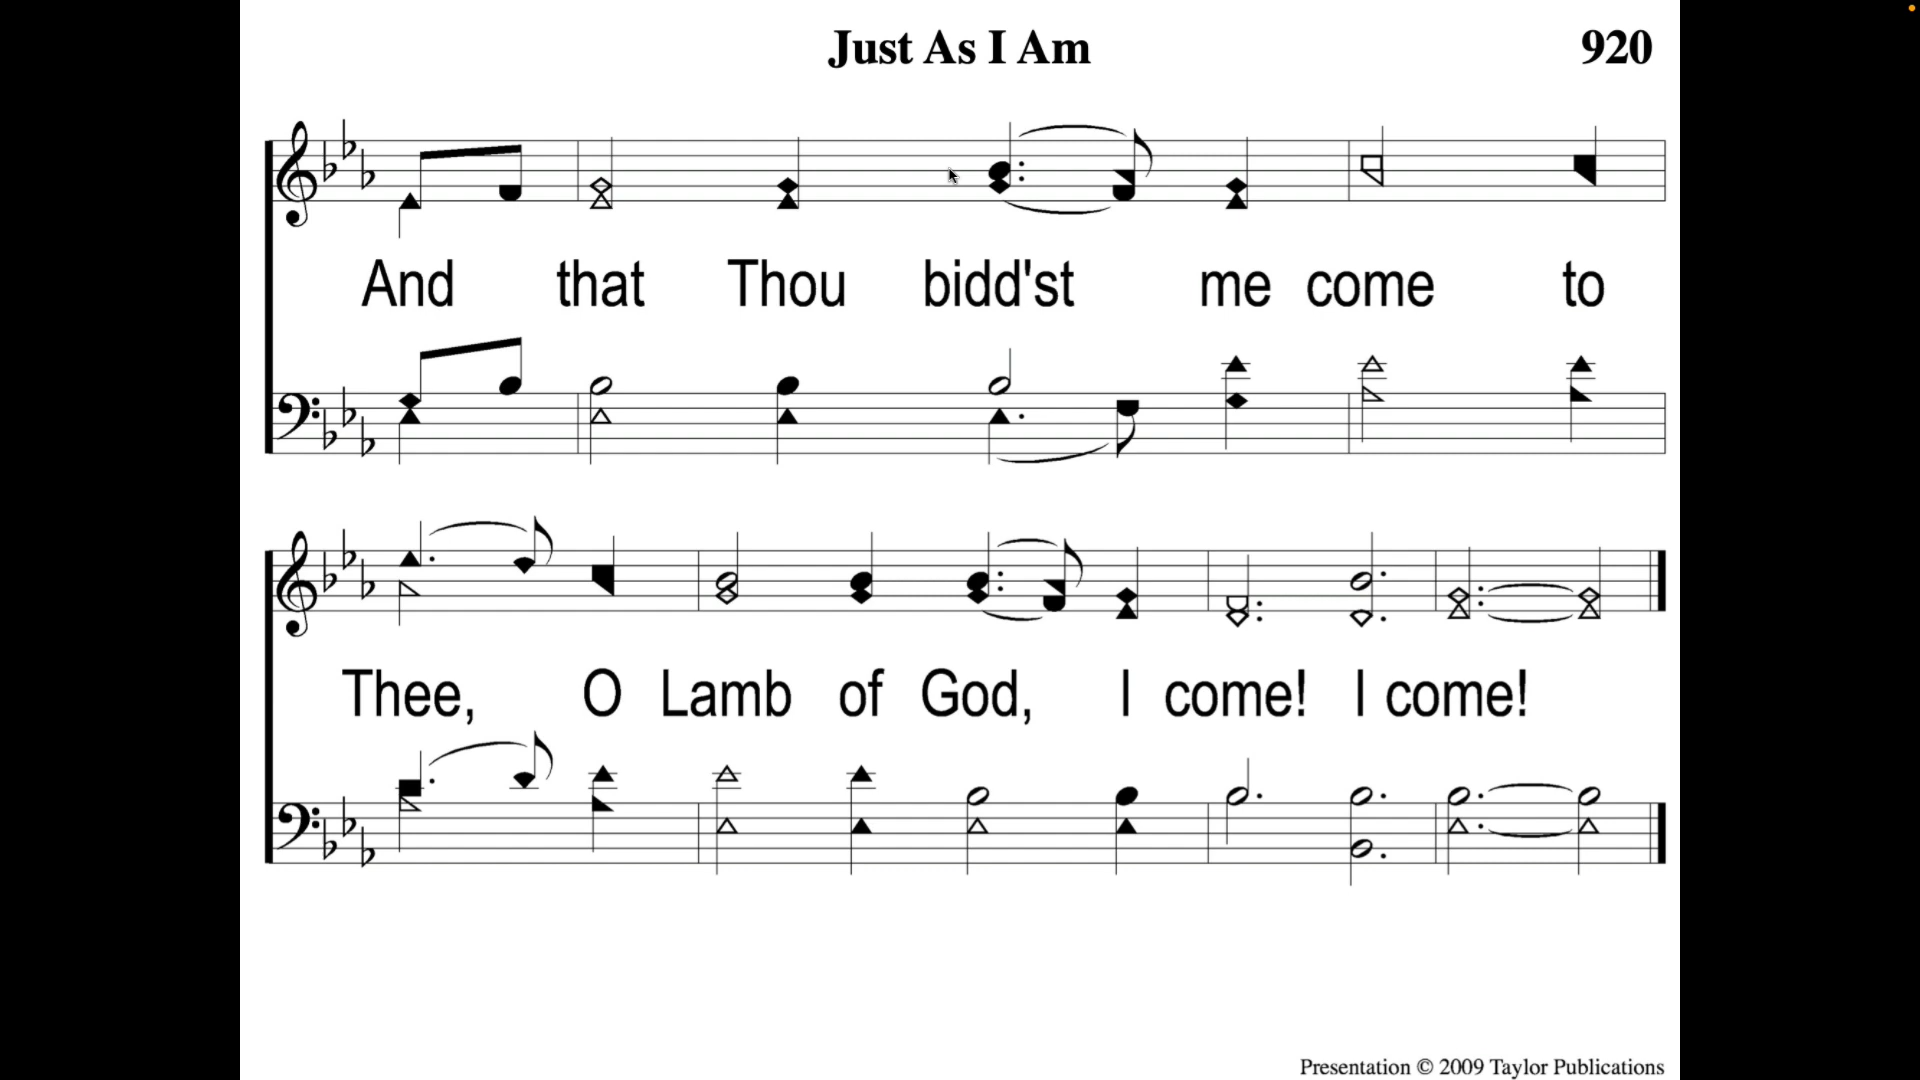 Just As I Am 920
And that Thou bidd'st me come to
Thee, O Lamb of God, I come! I come!
Presentation © 2009 Taylor Publications